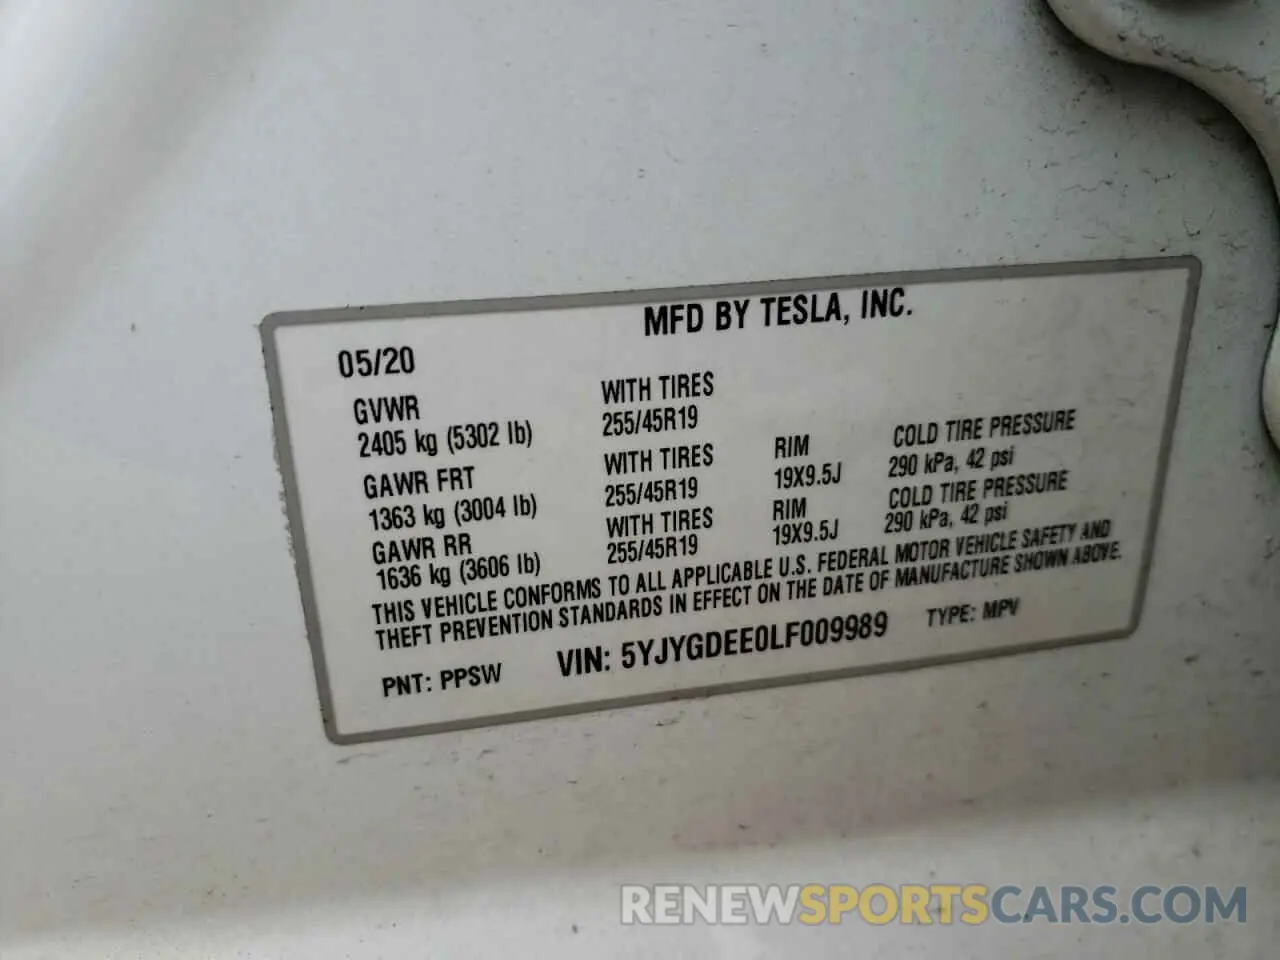 MFD BY TESLA, INC.
05/20
GVWR WITH TIRES
2405 kg (5302 lb) 255/45R19
GAWR FRT WITH TIRES RIM COLD TIRE PRESSURE
1363 kg (3004 lb) 255/45R19 19X9.5J 290 kPa, 42 psi
GAWR RR WITH TIRES RIM COLD TIRE PRESSURE
1636 kg (3606 lb) 255/45R19 19X9.5J 290 kPa, 42 psi
THIS VEHICLE CONFORMS TO ALL APPLICABLE U.S. FEDERAL MOTOR VEHICLE SAFETY AND
THEFT PREVENTION STANDARDS IN EFFECT ON THE DATE OF MANUFACTURE SHOWN ABOVE.
PNT: PPSW VIN: 5YJYGDEE0LF009989 TYPE: MPV
RENEWSPORTSCARS.COM